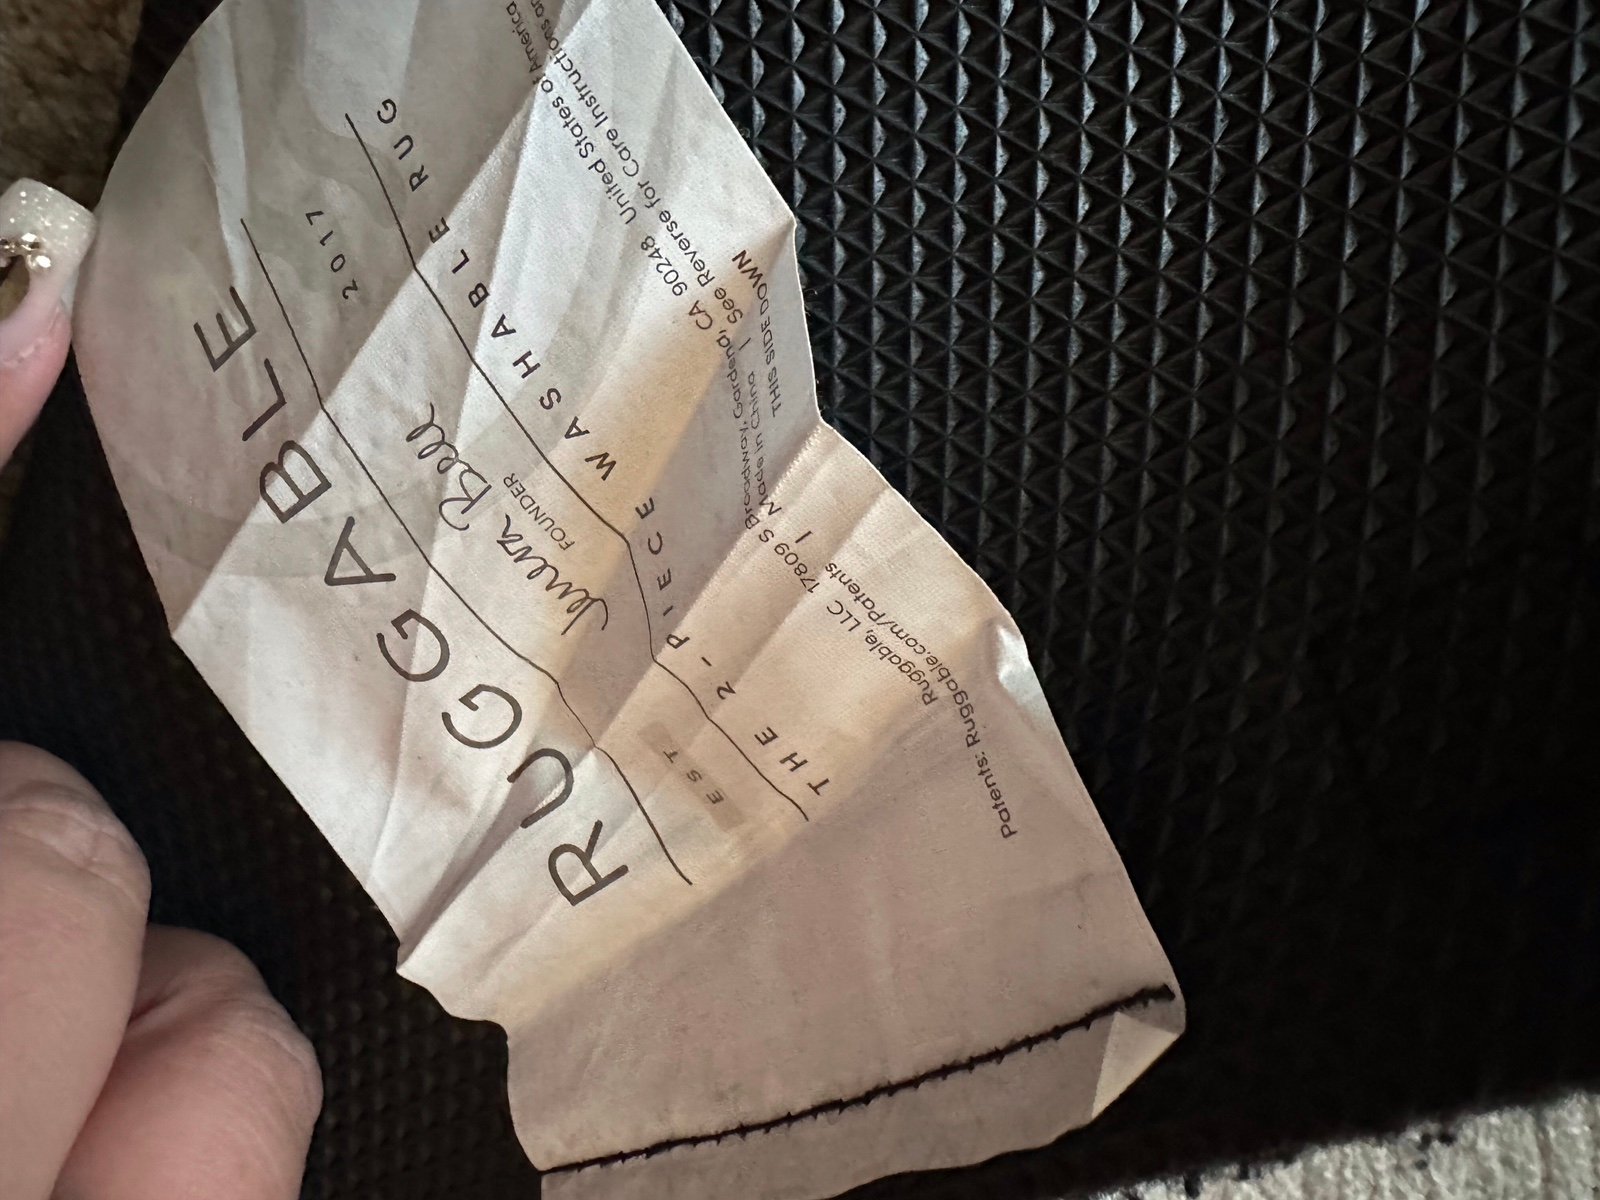 RUGGABLE
EST 2017
Jeneva Bell
FOUNDER
THE 2-PIECE WASHABLE RUG
Ruggable, LLC 17809 S Broadway, Gardena, CA 90248 United States of America
Patents: Ruggable.com/Patents | Made in China | See Reverse for Care Instructions
THIS SIDE DOWN